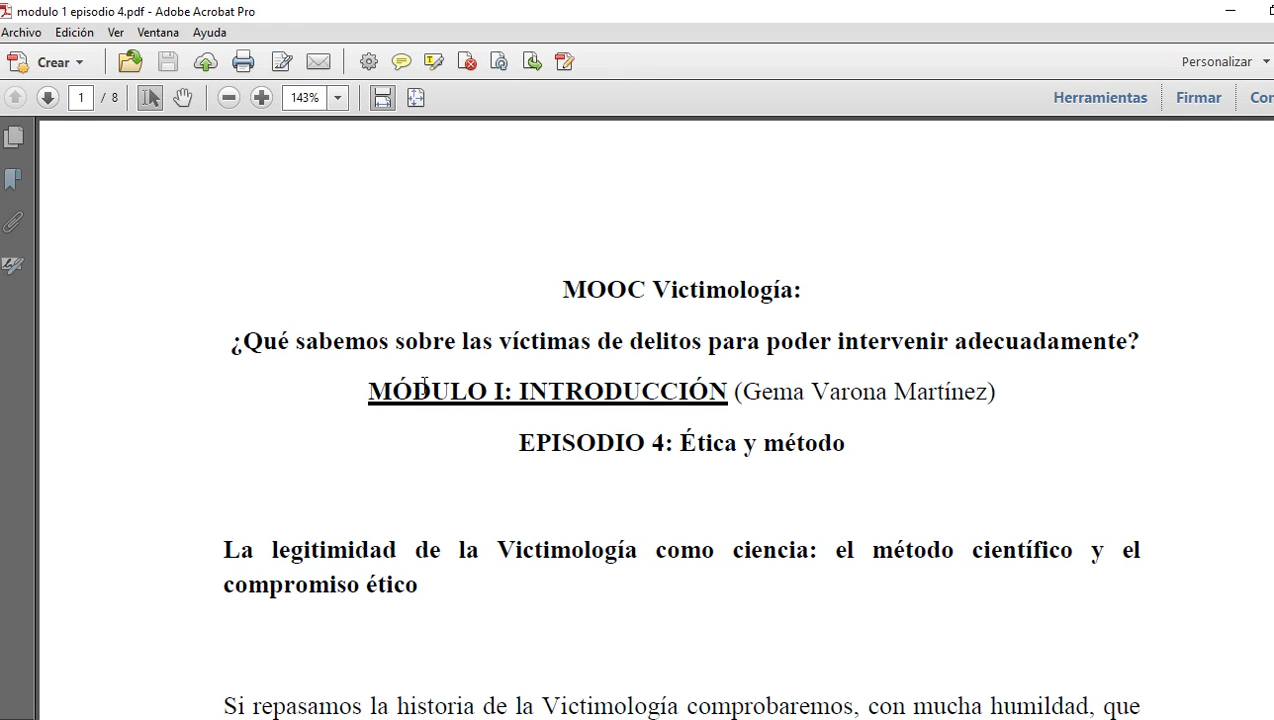 modulo 1 episodio 4.pdf - Adobe Acrobat Pro
Archivo Edición Ver Ventana Ayuda
Crear Personalizar
1 / 8 143% Herramientas Firmar
MOOC Victimología:
¿Qué sabemos sobre las víctimas de delitos para poder intervenir adecuadamente?
MÓDULO I: INTRODUCCIÓN (Gema Varona Martínez)
EPISODIO 4: Ética y método
La legitimidad de la Victimología como ciencia: el método científico y el
compromiso ético
Si repasamos la historia de la Victimología comprobaremos, con mucha humildad, que